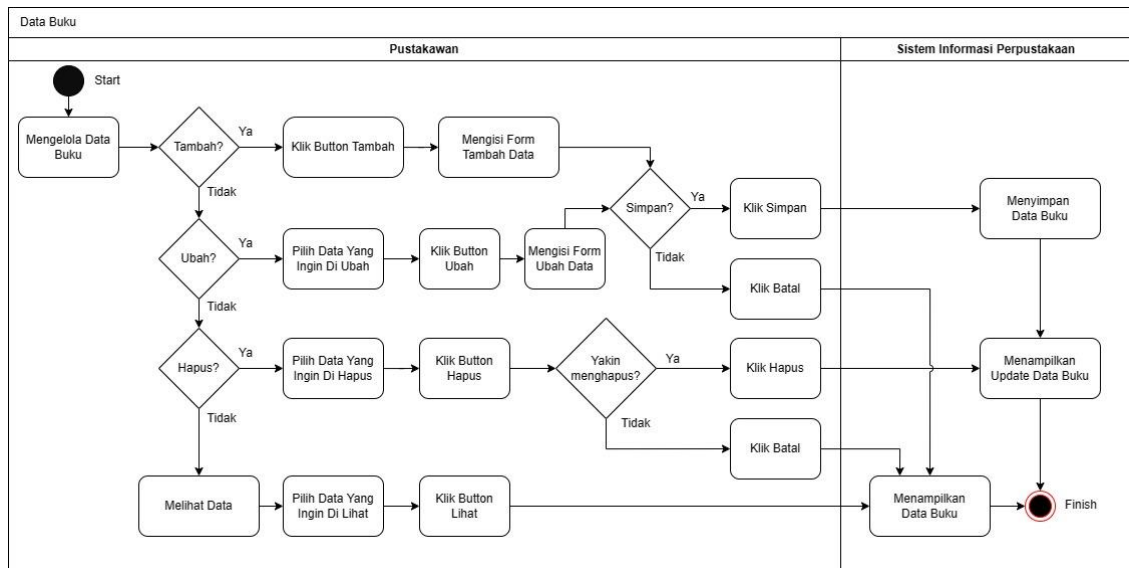 Data Buku
Pustakawan
Sistem Informasi Perpustakaan
Start
Mengelola Data
Buku
Tambah?
Ya
Tidak
Klik Button Tambah
Mengisi Form
Tambah Data
Simpan?
Ya
Tidak
Klik Simpan
Menyimpan
Data Buku
Ubah?
Ya
Tidak
Pilih Data Yang
Ingin Di Ubah
Klik Button
Ubah
Mengisi Form
Ubah Data
Klik Batal
Hapus?
Ya
Tidak
Pilih Data Yang
Ingin Di Hapus
Klik Button
Hapus
Yakin
menghapus?
Ya
Tidak
Klik Hapus
Menampilkan
Update Data Buku
Klik Batal
Melihat Data
Pilih Data Yang
Ingin Di Lihat
Klik Button
Lihat
Menampilkan
Data Buku
Finish